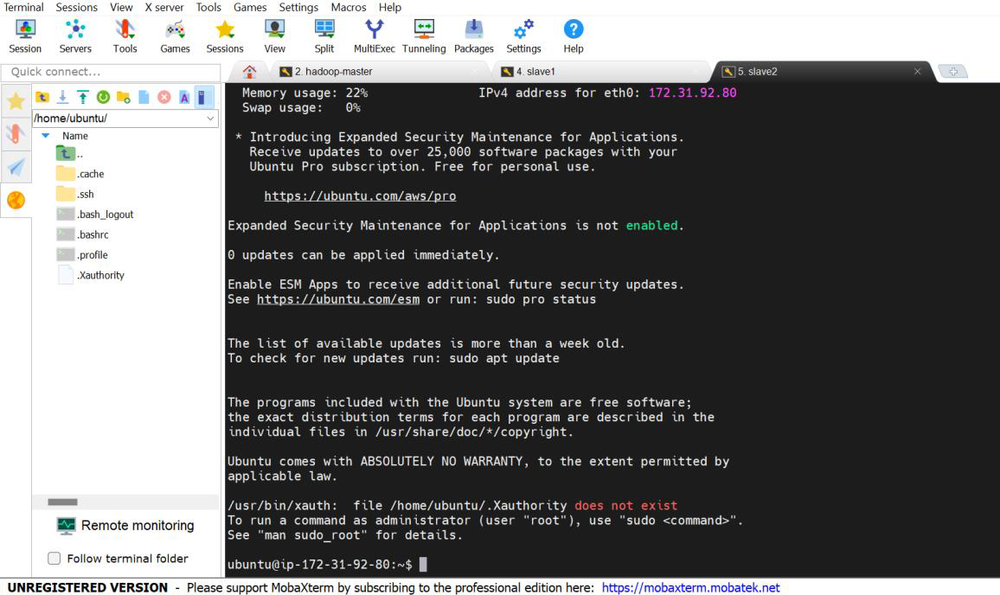 Terminal Sessions View X server Tools Games Settings Macros Help
Session Servers Tools Games Sessions View Split MultiExec Tunneling Packages Settings Help
Quick connect...
2. hadoop-master
4. slave1
5. slave2
/home/ubuntu/
Name
..
.cache
.ssh
.bash_logout
.bashrc
.profile
.Xauthority
Remote monitoring
Follow terminal folder
Memory usage: 22% IPv4 address for eth0: 172.31.92.80
Swap usage: 0%
* Introducing Expanded Security Maintenance for Applications.
Receive updates to over 25,000 software packages with your
Ubuntu Pro subscription. Free for personal use.
https://ubuntu.com/aws/pro
Expanded Security Maintenance for Applications is not enabled.
0 updates can be applied immediately.
Enable ESM Apps to receive additional future security updates.
See https://ubuntu.com/esm or run: sudo pro status
The list of available updates is more than a week old.
To check for new updates run: sudo apt update
The programs included with the Ubuntu system are free software;
the exact distribution terms for each program are described in the
individual files in /usr/share/doc/*/copyright.
Ubuntu comes with ABSOLUTELY NO WARRANTY, to the extent permitted by
applicable law.
/usr/bin/xauth: file /home/ubuntu/.Xauthority does not exist
To run a command as administrator (user "root"), use "sudo <command>".
See "man sudo_root" for details.
ubuntu@ip-172-31-92-80:~$
UNREGISTERED VERSION - Please support MobaXterm by subscribing to the professional edition here: https://mobaxterm.mobatek.net